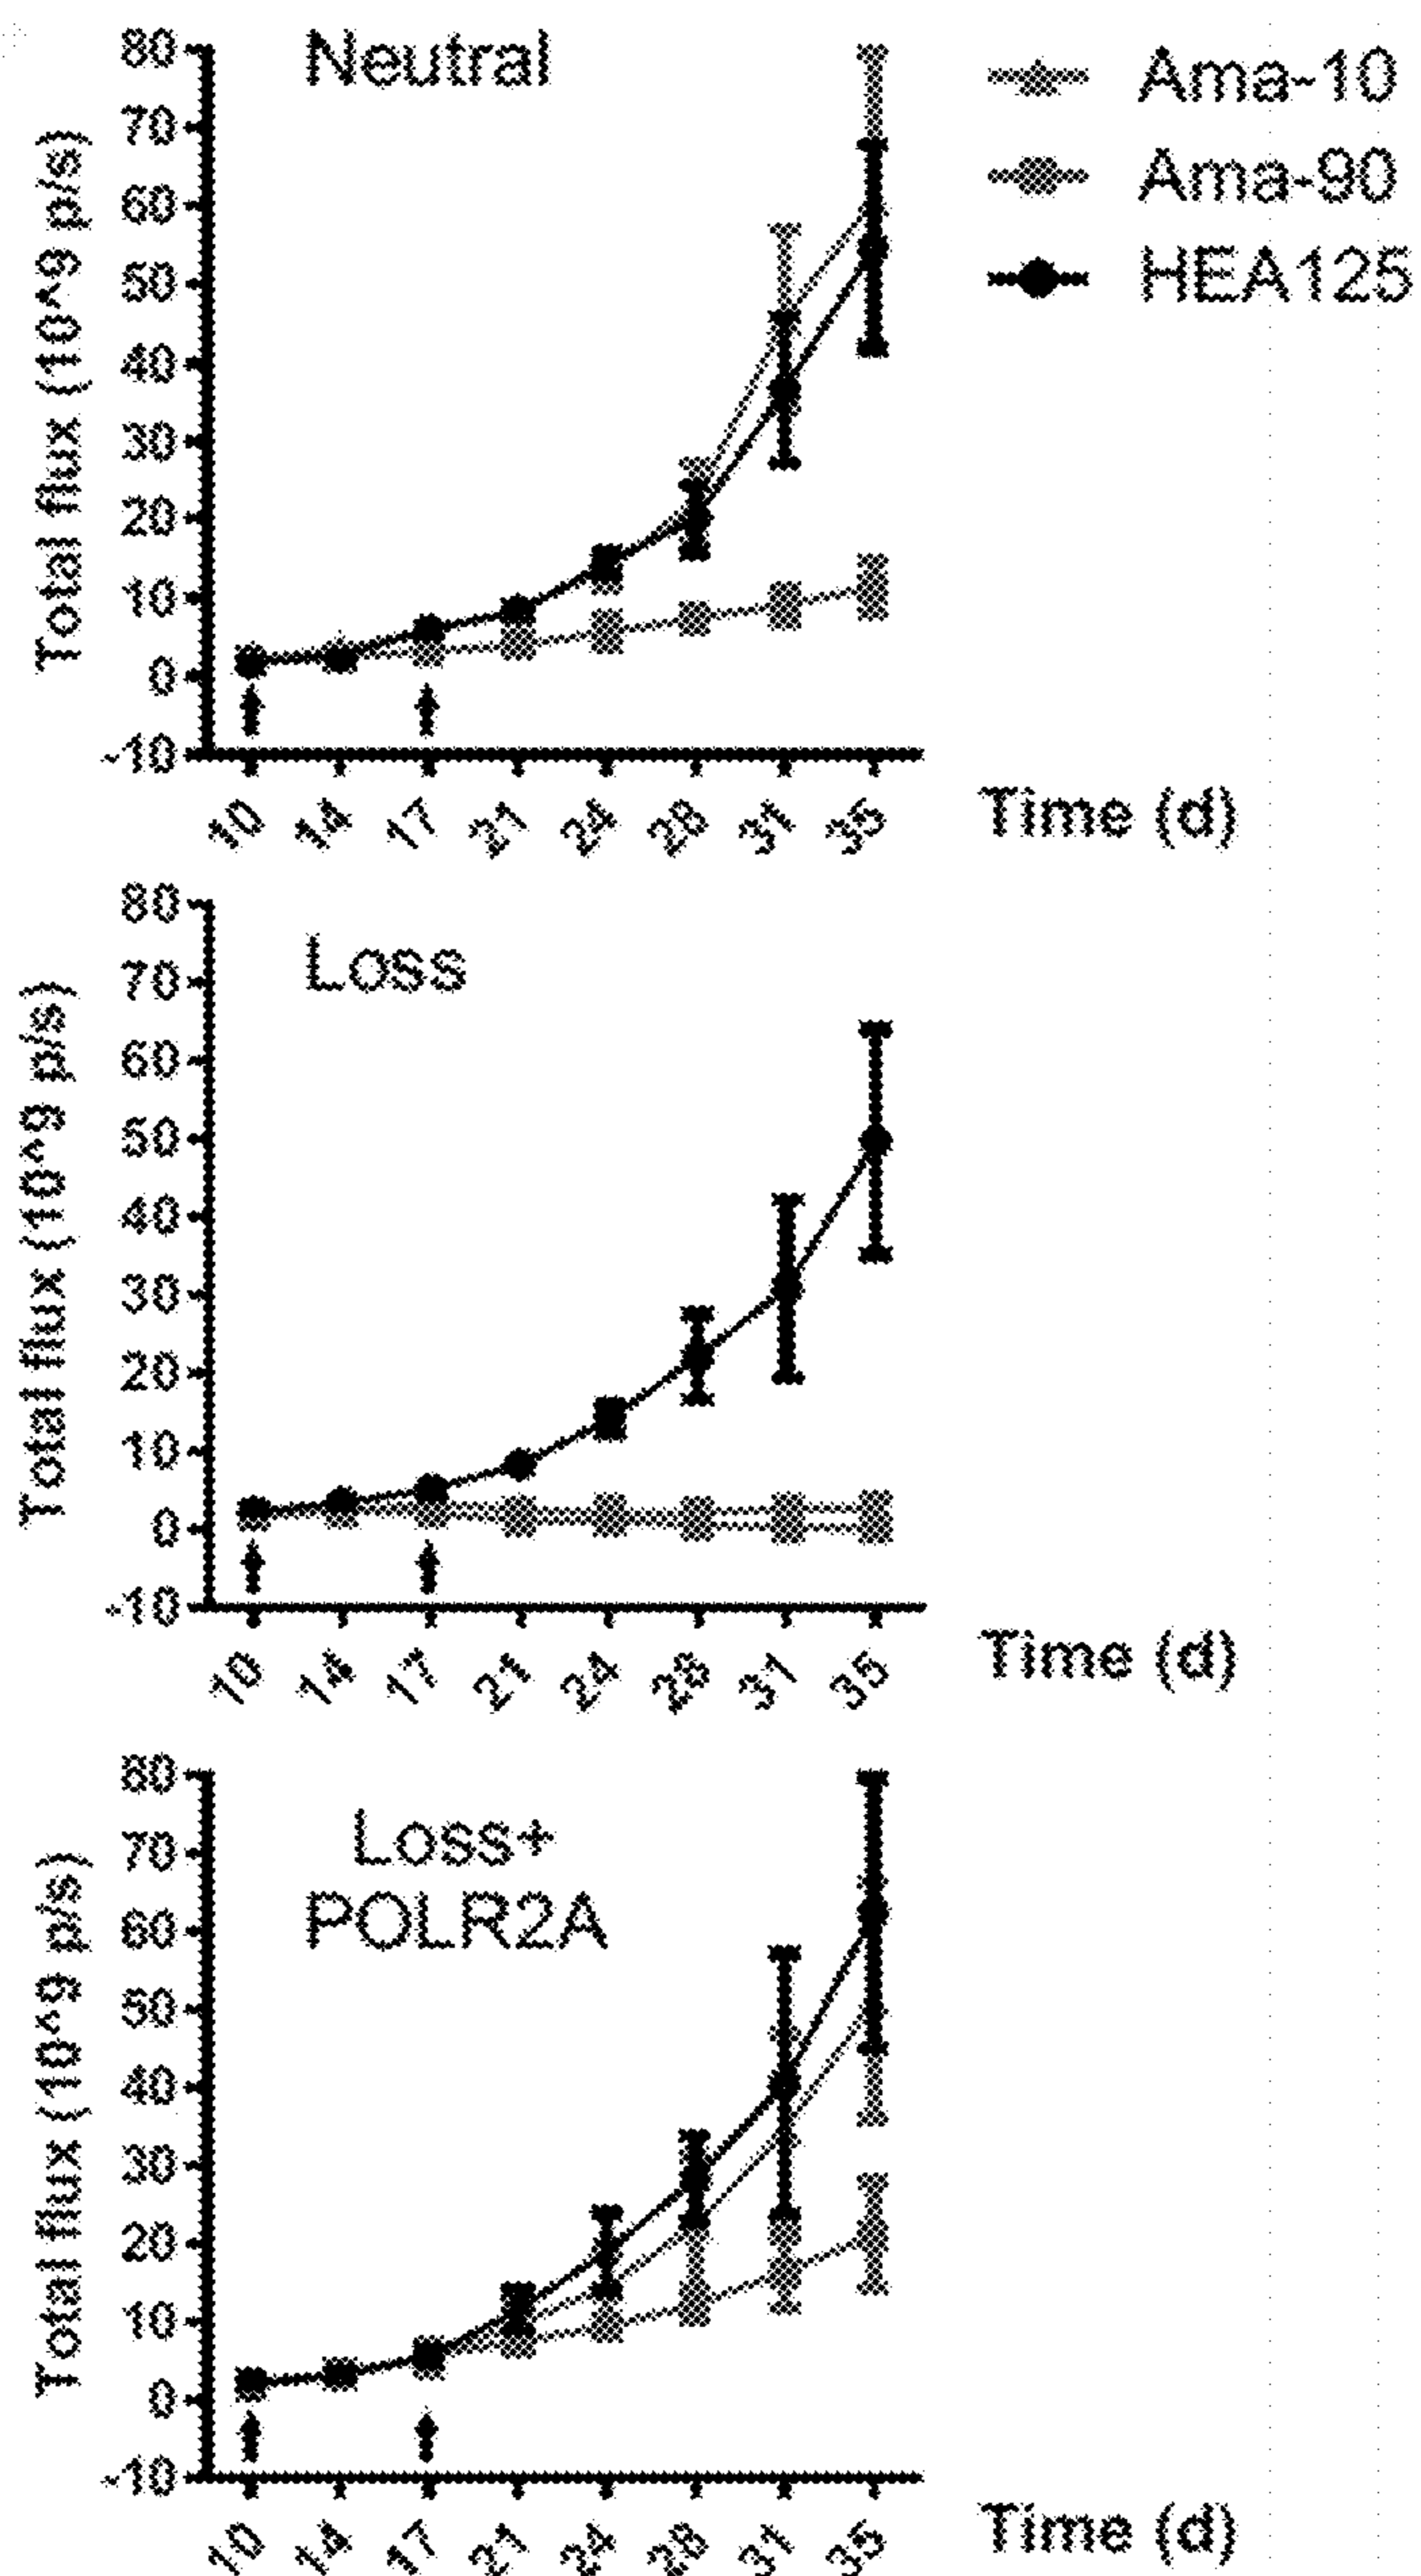 Neutral
Ama-10
Ama-90
HEA125
Total flux (10^9 p/s)
80
70
60
50
40
30
20
10
0
-10
10 14 17 21 24 28 31 35
Time (d)
Loss
Total flux (10^9 p/s)
80
70
60
50
40
30
20
10
0
-10
10 14 17 21 24 28 31 35
Time (d)
Loss+
POLR2A
Total flux (10^9 p/s)
80
70
60
50
40
30
20
10
0
-10
10 14 17 21 24 28 31 35
Time (d)